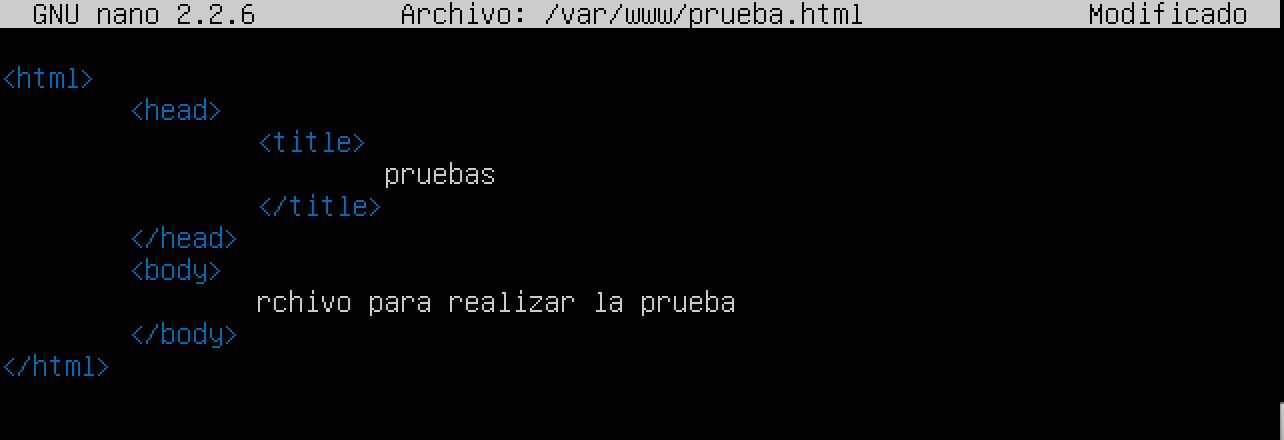 GNU nano 2.2.6 Archivo: /var/www/prueba.html Modificado
<html>
<head>
<title>
pruebas
</title>
</head>
<body>
rchivo para realizar la prueba
</body>
</html>